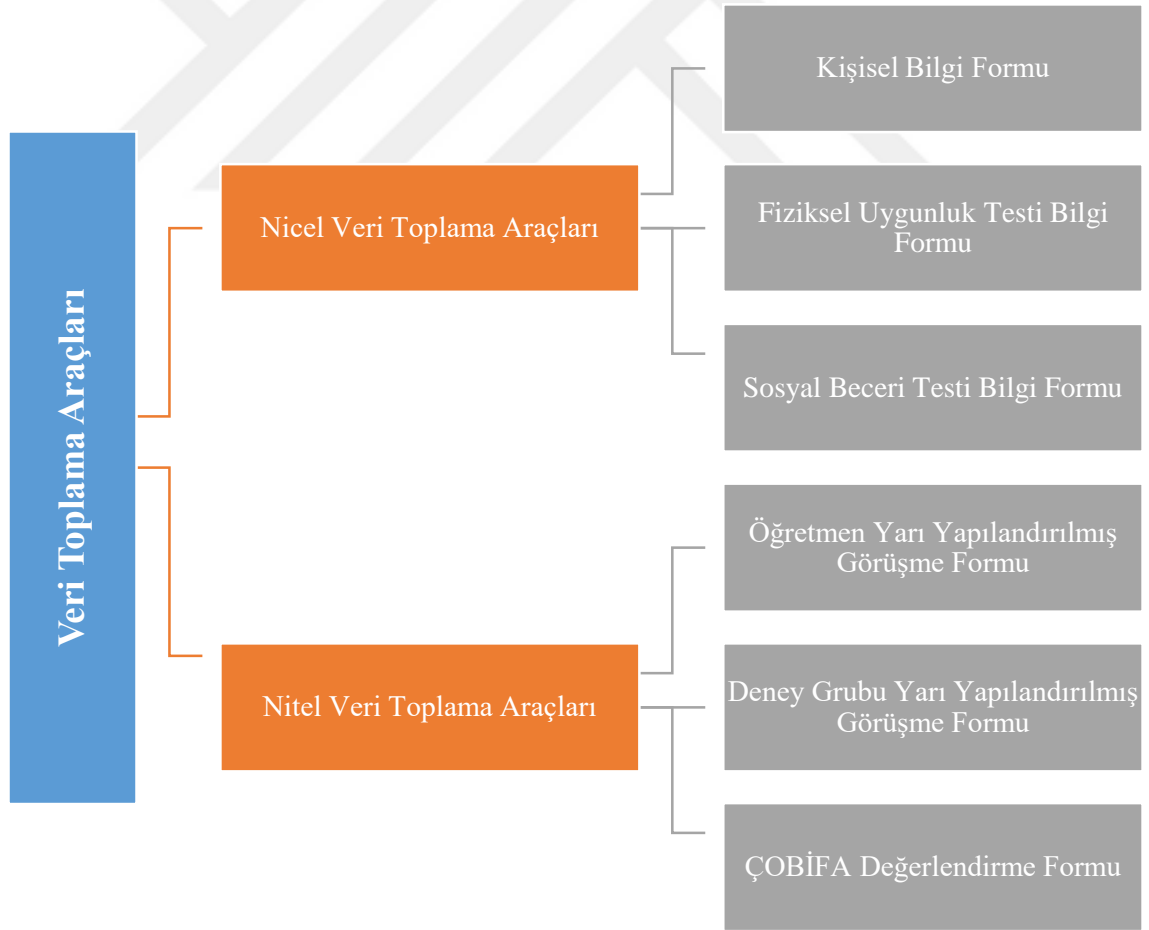 Veri Toplama Araçları
Nicel Veri Toplama Araçları
Kişisel Bilgi Formu
Fiziksel Uygunluk Testi Bilgi
Formu
Sosyal Beceri Testi Bilgi Formu
Nitel Veri Toplama Araçları
Öğretmen Yarı Yapılandırılmış
Görüşme Formu
Deney Grubu Yarı Yapılandırılmış
Görüşme Formu
ÇOBİFA Değerlendirme Formu